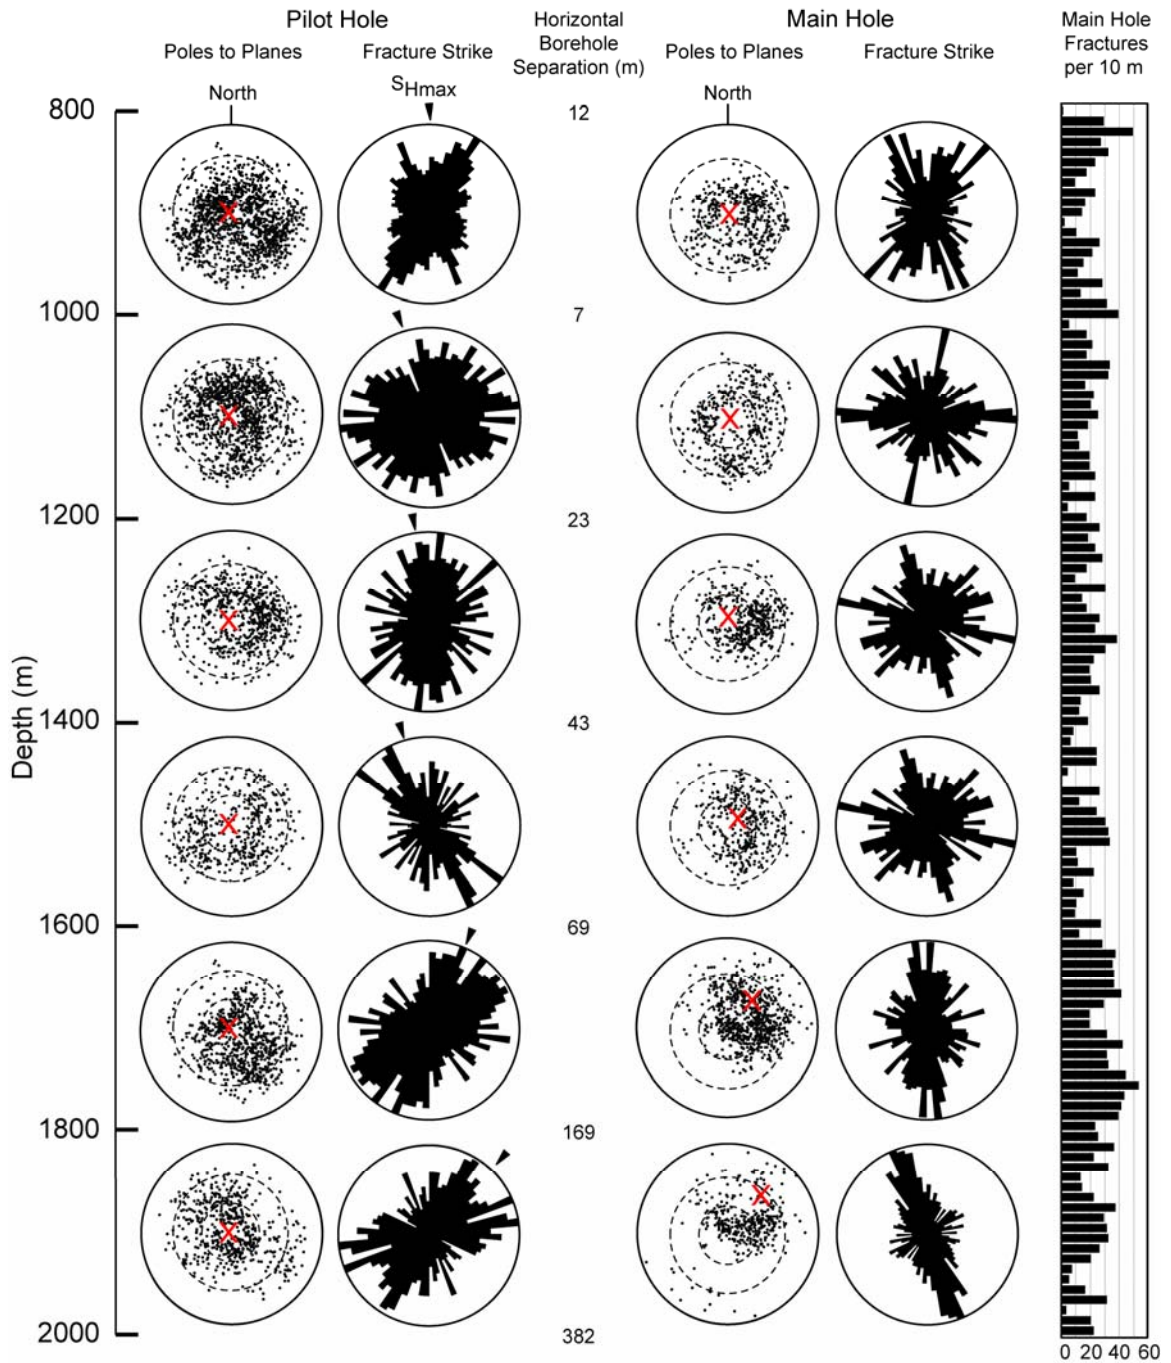 Pilot Hole
Horizontal
Borehole
Separation (m)
Main Hole
Main Hole
Fractures
per 10 m
Poles to Planes
Fracture Strike
Poles to Planes
Fracture Strike
SHmax
North
North
Depth (m)
800
12
1000
7
1200
23
1400
43
1600
69
1800
169
2000
382
0 20 40 60